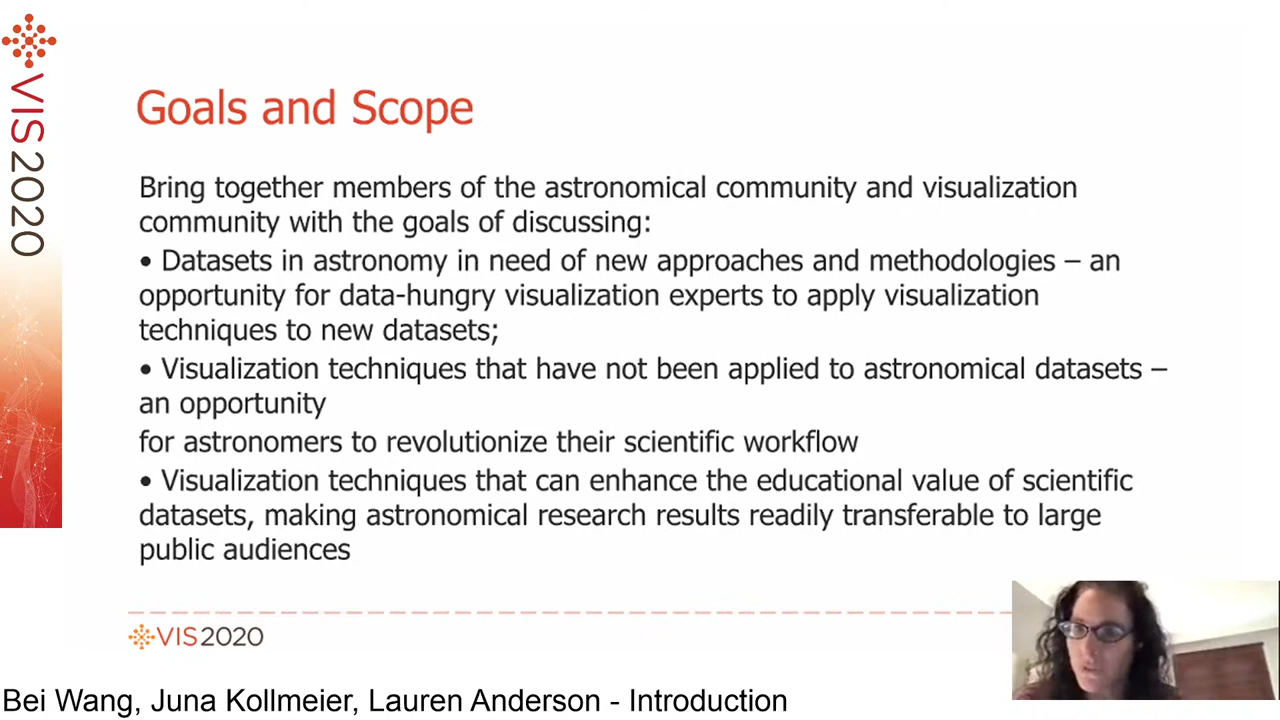 VIS2020
Goals and Scope
Bring together members of the astronomical community and visualization
community with the goals of discussing:
• Datasets in astronomy in need of new approaches and methodologies – an
opportunity for data-hungry visualization experts to apply visualization
techniques to new datasets;
• Visualization techniques that have not been applied to astronomical datasets –
an opportunity
for astronomers to revolutionize their scientific workflow
• Visualization techniques that can enhance the educational value of scientific
datasets, making astronomical research results readily transferable to large
public audiences
VIS2020
Bei Wang, Juna Kollmeier, Lauren Anderson - Introduction